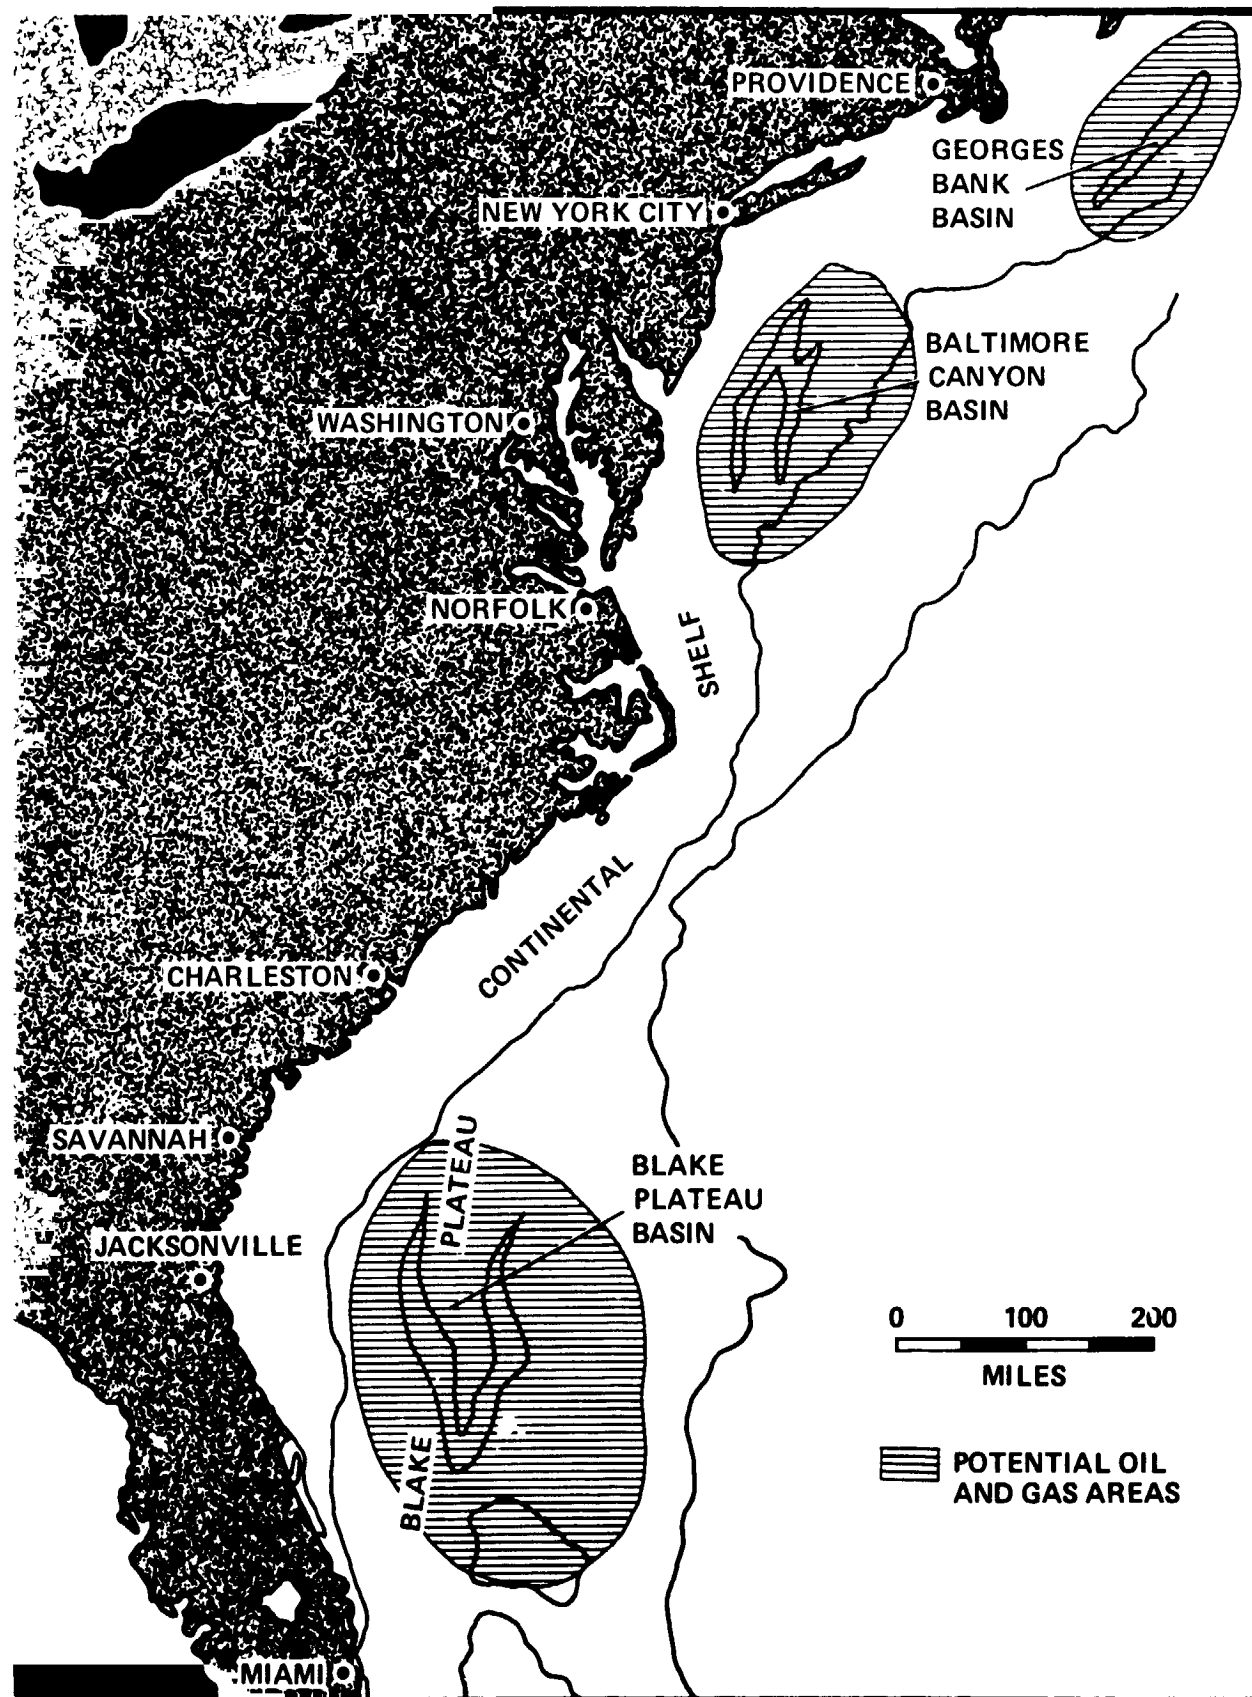 PROVIDENCE
GEORGES
BANK
BASIN
NEW YORK CITY
BALTIMORE
CANYON
BASIN
WASHINGTON
NORFOLK
SHELF
CONTINENTAL
CHARLESTON
SAVANNAH
PLATEAU
BLAKE
PLATEAU
BASIN
JACKSONVILLE
0 100 200
MILES
BLAKE
POTENTIAL OIL
AND GAS AREAS
MIAMI